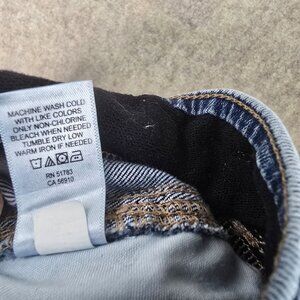 MACHINE WASH COLD
WITH LIKE COLORS
ONLY NON-CHLORINE
BLEACH WHEN NEEDED
TUMBLE DRY LOW
WARM IRON IF NEEDED
RN 51783
CA 56910